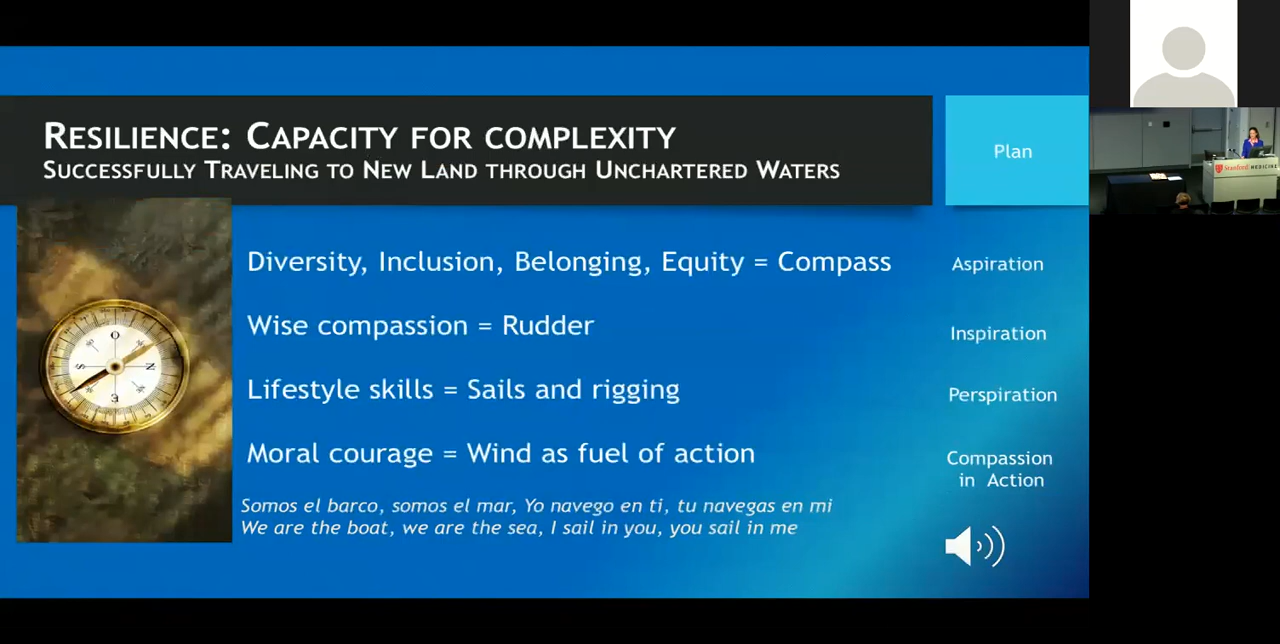 RESILIENCE: CAPACITY FOR COMPLEXITY
SUCCESSFULLY TRAVELING TO NEW LAND THROUGH UNCHARTERED WATERS
Plan
Diversity, Inclusion, Belonging, Equity = Compass
Aspiration
Wise compassion = Rudder
Inspiration
Lifestyle skills = Sails and rigging
Perspiration
Moral courage = Wind as fuel of action
Compassion
in Action
Somos el barco, somos el mar, Yo navego en ti, tu navegas en mi
We are the boat, we are the sea, I sail in you, you sail in me
O
N
E
S
Stanford MEDICINE